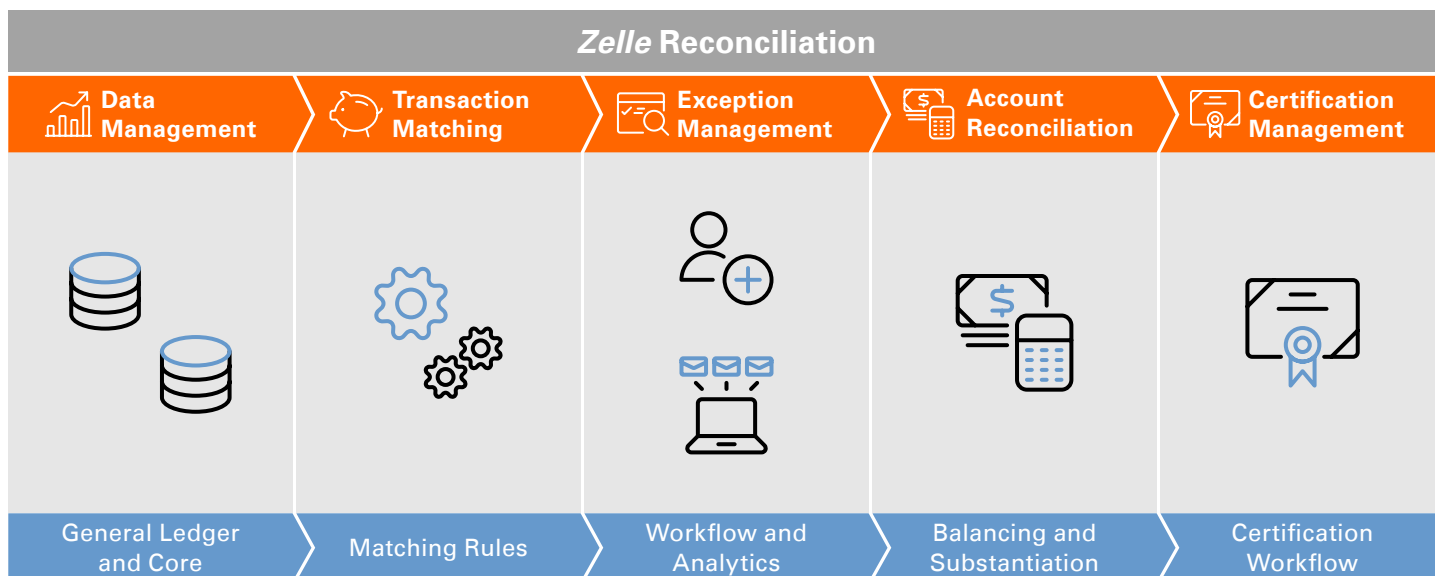 Zelle Reconciliation
Data
Management
Transaction
Matching
Exception
Management
Account
Reconciliation
Certification
Management
$
$
General Ledger
and Core
Matching Rules
Workflow and
Analytics
Balancing and
Substantiation
Certification
Workflow